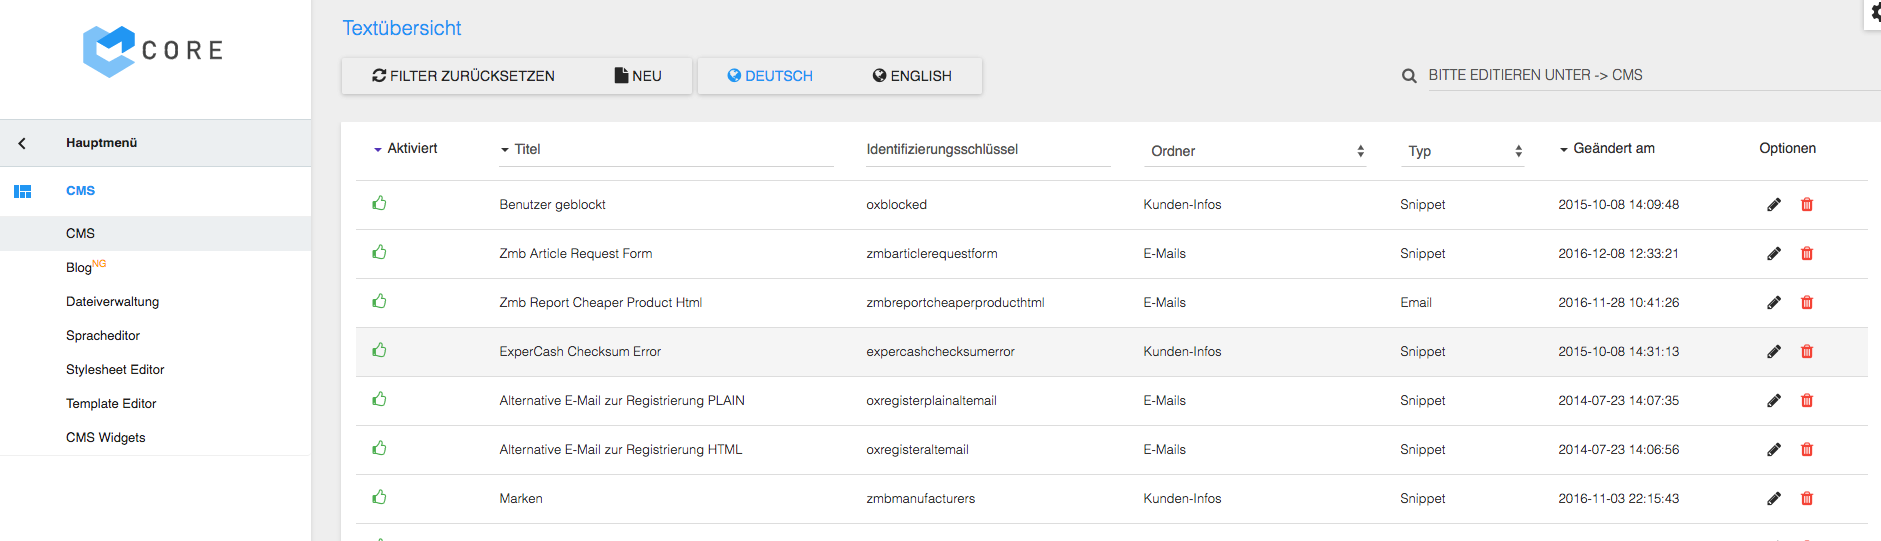 CORE
Hauptmenü
CMS
CMS
BlogNG
Dateiverwaltung
Spracheditor
Stylesheet Editor
Template Editor
CMS Widgets
Textübersicht
FILTER ZURÜCKSETZEN NEU DEUTSCH ENGLISH BITTE EDITIEREN UNTER -> CMS
Aktiviert Titel Identifizierungsschlüssel Ordner Typ Geändert am Optionen
Benutzer geblockt oxblocked Kunden-Infos Snippet 2015-10-08 14:09:48
Zmb Article Request Form zmbarticlerequestform E-Mails Snippet 2016-12-08 12:33:21
Zmb Report Cheaper Product Html zmbreportcheaperproducthtml E-Mails Email 2016-11-28 10:41:26
ExperCash Checksum Error expercashchecksumerror Kunden-Infos Snippet 2015-10-08 14:31:13
Alternative E-Mail zur Registrierung PLAIN oxregisterplainaltemail E-Mails Snippet 2014-07-23 14:07:35
Alternative E-Mail zur Registrierung HTML oxregisteraltemail E-Mails Snippet 2014-07-23 14:06:56
Marken zmbmanufacturers Kunden-Infos Snippet 2016-11-03 22:15:43